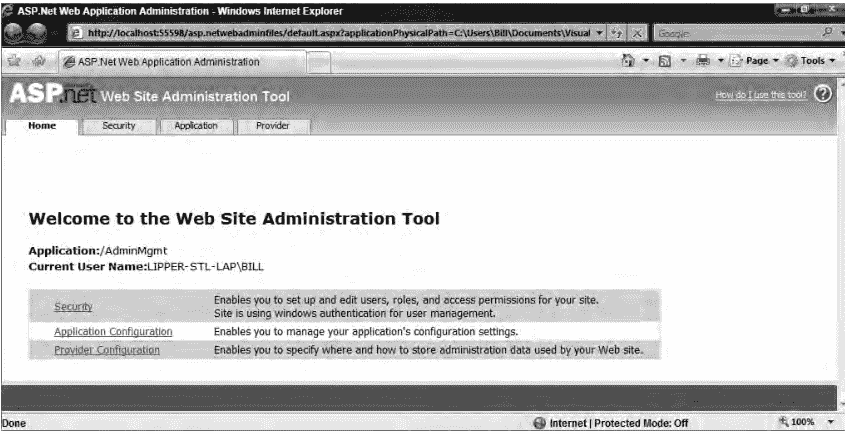 ASP.Net Web Application Administration - Windows Internet Explorer
http://localhost:55598/asp.netwebadminfiles/default.aspx?applicationPhysicalPath=C:\Users\Bill\Documents\Visual
Google
ASP.Net Web Application Administration
Page
Tools
ASP.net Web Site Administration Tool
How do I use this tool?
Home Security Application Provider
Welcome to the Web Site Administration Tool
Application:/AdminMgmt
Current User Name:LIPPER-STL-LAP\BILL
Security
Enables you to set up and edit users, roles, and access permissions for your site.
Site is using windows authentication for user management.
Application Configuration Enables you to manage your application's configuration settings.
Provider Configuration Enables you to specify where and how to store administration data used by your Web site.
Done Internet | Protected Mode: Off 100%